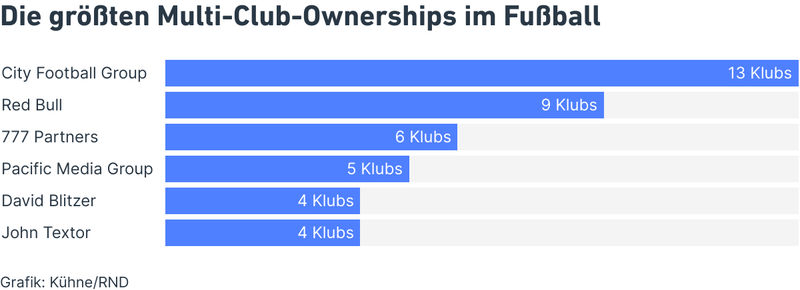 Die größten Multi-Club-Ownerships im Fußball
City Football Group 13 Klubs
Red Bull 9 Klubs
777 Partners 6 Klubs
Pacific Media Group 5 Klubs
David Blitzer 4 Klubs
John Textor 4 Klubs
Grafik: Kühne/RND